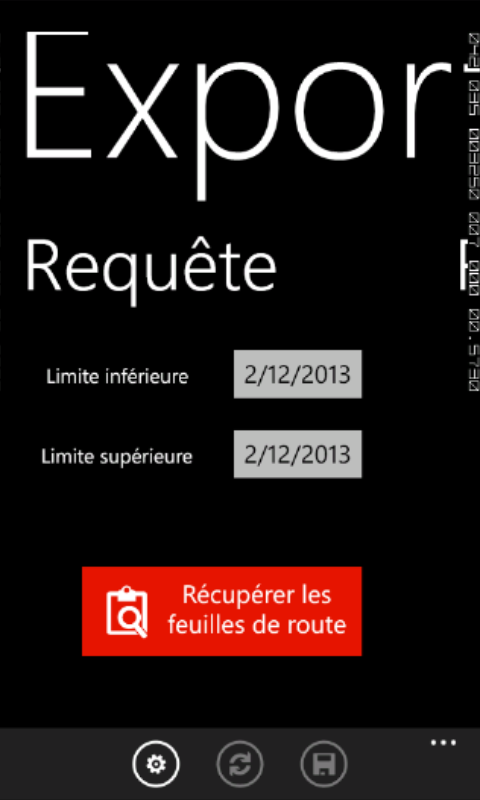 Expor
Requête
Limite inférieure
2/12/2013
Limite supérieure
2/12/2013
Récupérer les
feuilles de route